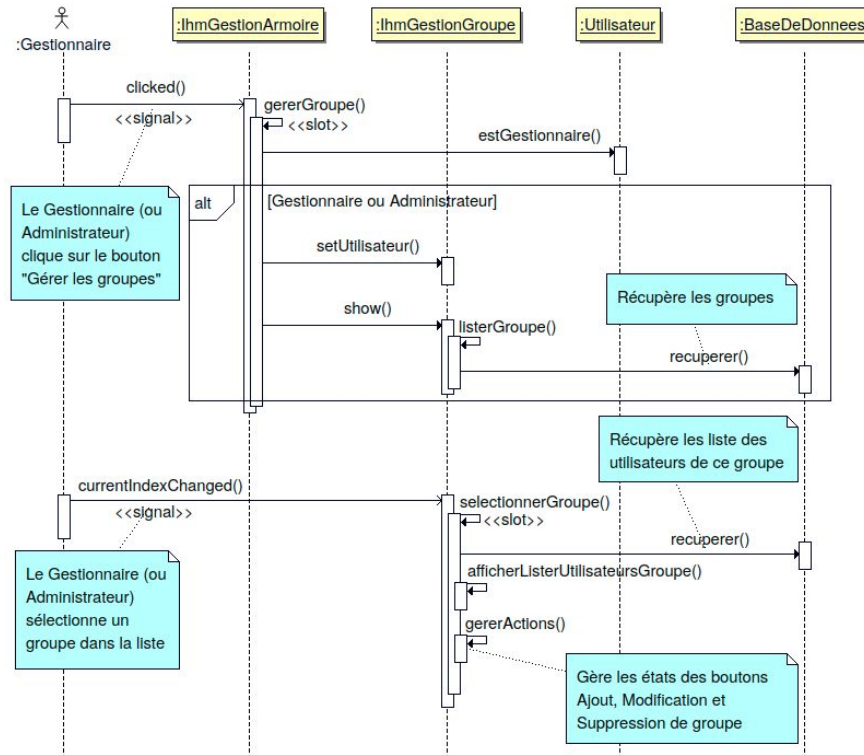 :Gestionnaire
:IhmGestionArmoire
:IhmGestionGroupe
:Utilisateur
:BaseDeDonnees
clicked()
<<signal>>
gererGroupe()
<<slot>>
estGestionnaire()
Le Gestionnaire (ou
Administrateur)
clique sur le bouton
"Gérer les groupes"
alt
[Gestionnaire ou Administrateur]
setUtilisateur()
Récupère les groupes
show()
listerGroupe()
recuperer()
Récupère les liste des
utilisateurs de ce groupe
currentIndexChanged()
<<signal>>
selectionnerGroupe()
<<slot>>
recuperer()
Le Gestionnaire (ou
Administrateur)
sélectionne un
groupe dans la liste
afficherListerUtilisateursGroupe()
gererActions()
Gère les états des boutons
Ajout, Modification et
Suppression de groupe